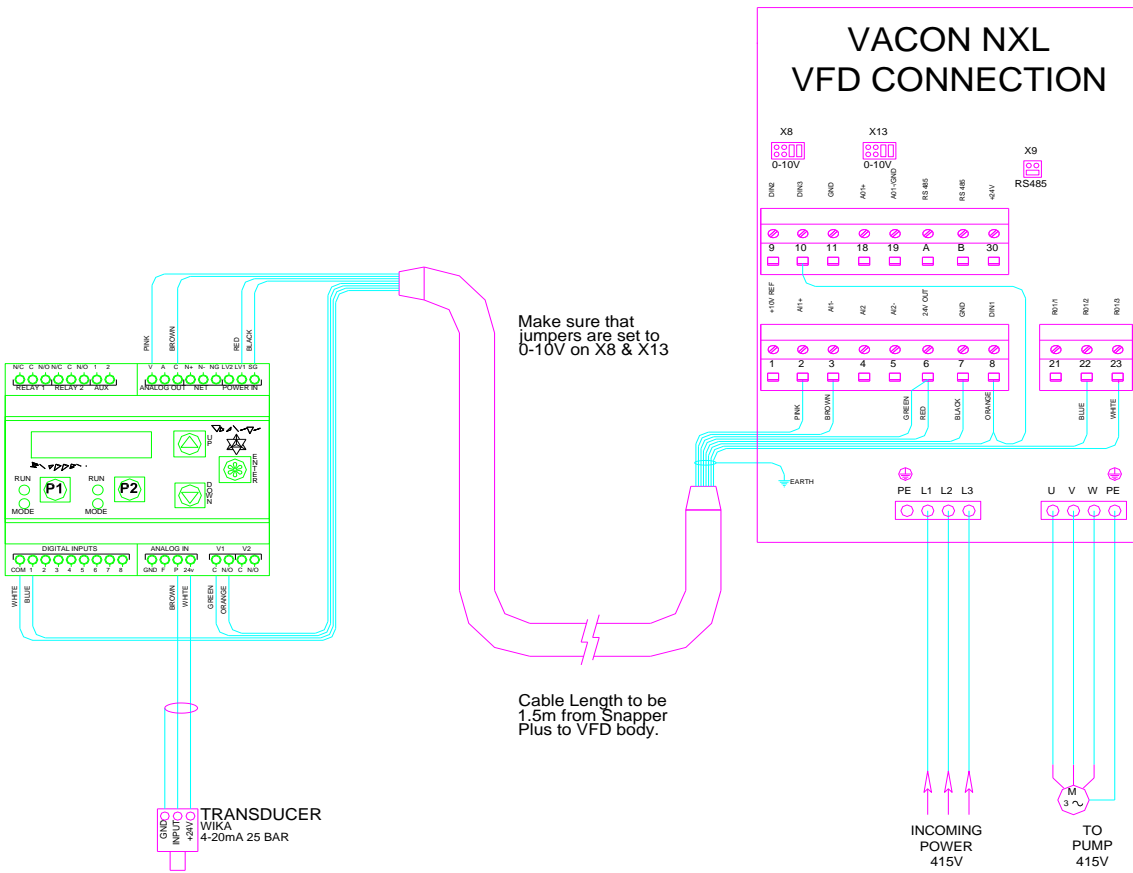 VACON NXL
VFD CONNECTION
X8
X13
X9
0-10V
0-10V
RS485
DIN2
DIN3
GND
A01+
A01-/GND
RS 485
RS 485
+24V
9 10 11 18 19 A B 30
+10V REF
AI1+
AI1-
AI2
AI2-
24V OUT
GND
DIN1
R01/1
R01/2
R01/3
1 2 3 4 5 6 7 8
21 22 23
PINK
BROWN
GREEN
RED
BLACK
ORANGE
BLUE
WHITE
EARTH
PE L1 L2 L3
U V W PE
M
3
INCOMING
POWER
415V
TO
PUMP
415V
Make sure that
jumpers are set to
0-10V on X8 & X13
Cable Length to be
1.5m from Snapper
Plus to VFD body.
PINK
BROWN
RED
BLACK
N/C C N/O N/C C N/O 1 2
RELAY 1 RELAY 2 AUX
V A C N+ N- NG LV2 LV1 SG
ANALOG OUT NET POWER IN
UP
ENTER
DOWN
RUN
P1
MODE
RUN
P2
MODE
DIGITAL INPUTS
COM 1 2 3 4 5 6 7 8
ANALOG IN
GND F P 24v
V1 V2
C N/O C N/O
WHITE
BLUE
BROWN
WHITE
GREEN
ORANGE
GND
INPUT
+24V
TRANSDUCER
WIKA
4-20mA 25 BAR